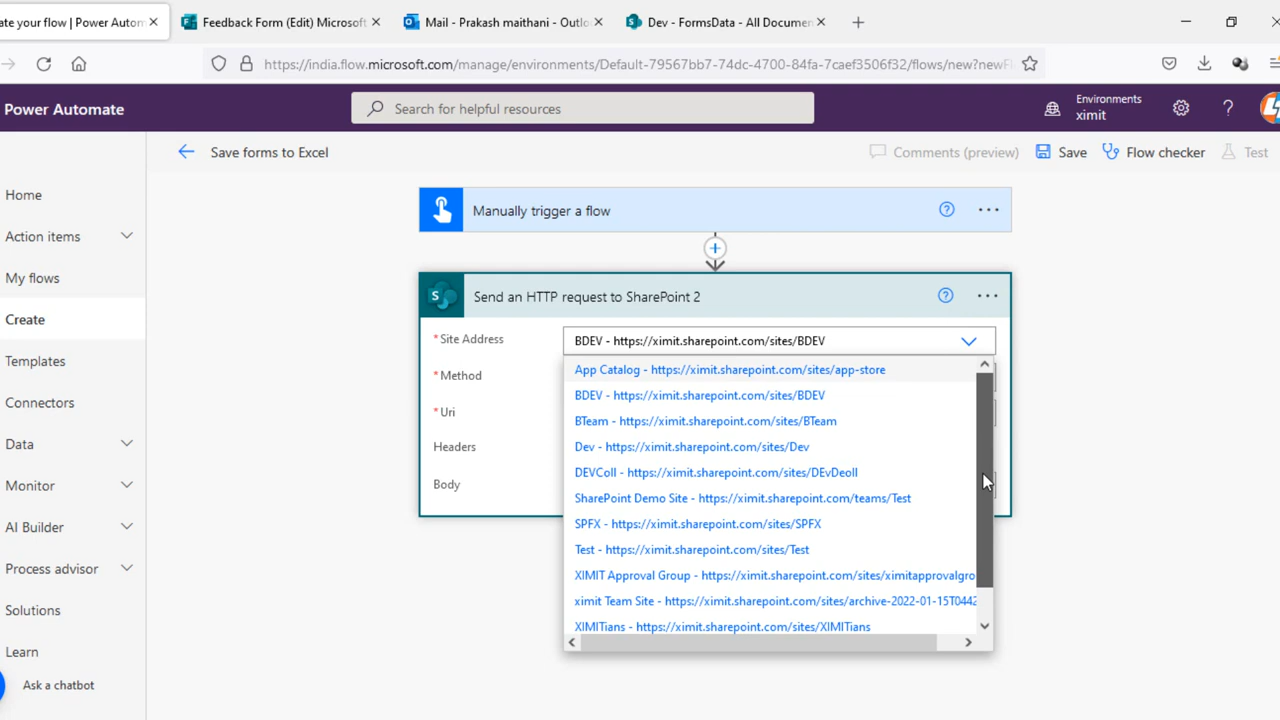 ate your flow | Power Automate
Feedback Form (Edit) Microsoft
Mail - Prakash maithani - Outlo
Dev - FormsData - All Documen
https://india.flow.microsoft.com/manage/environments/Default-79567bb7-74dc-4700-84fa-7caef3506f32/flows/new?newFl
Power Automate
Search for helpful resources
Environments
ximit
Save forms to Excel
Comments (preview)
Save
Flow checker
Test
Home
Action items
My flows
Create
Templates
Connectors
Data
Monitor
AI Builder
Process advisor
Solutions
Learn
Ask a chatbot
Manually trigger a flow
Send an HTTP request to SharePoint 2
* Site Address
BDEV - https://ximit.sharepoint.com/sites/BDEV
* Method
* Uri
Headers
Body
App Catalog - https://ximit.sharepoint.com/sites/app-store
BDEV - https://ximit.sharepoint.com/sites/BDEV
BTeam - https://ximit.sharepoint.com/sites/BTeam
Dev - https://ximit.sharepoint.com/sites/Dev
DEVColl - https://ximit.sharepoint.com/sites/DEvDeoll
SharePoint Demo Site - https://ximit.sharepoint.com/teams/Test
SPFX - https://ximit.sharepoint.com/sites/SPFX
Test - https://ximit.sharepoint.com/sites/Test
XIMIT Approval Group - https://ximit.sharepoint.com/sites/ximitapprovalgro
ximit Team Site - https://ximit.sharepoint.com/sites/archive-2022-01-15T0442
XIMITians - https://ximit.sharepoint.com/sites/XIMITians